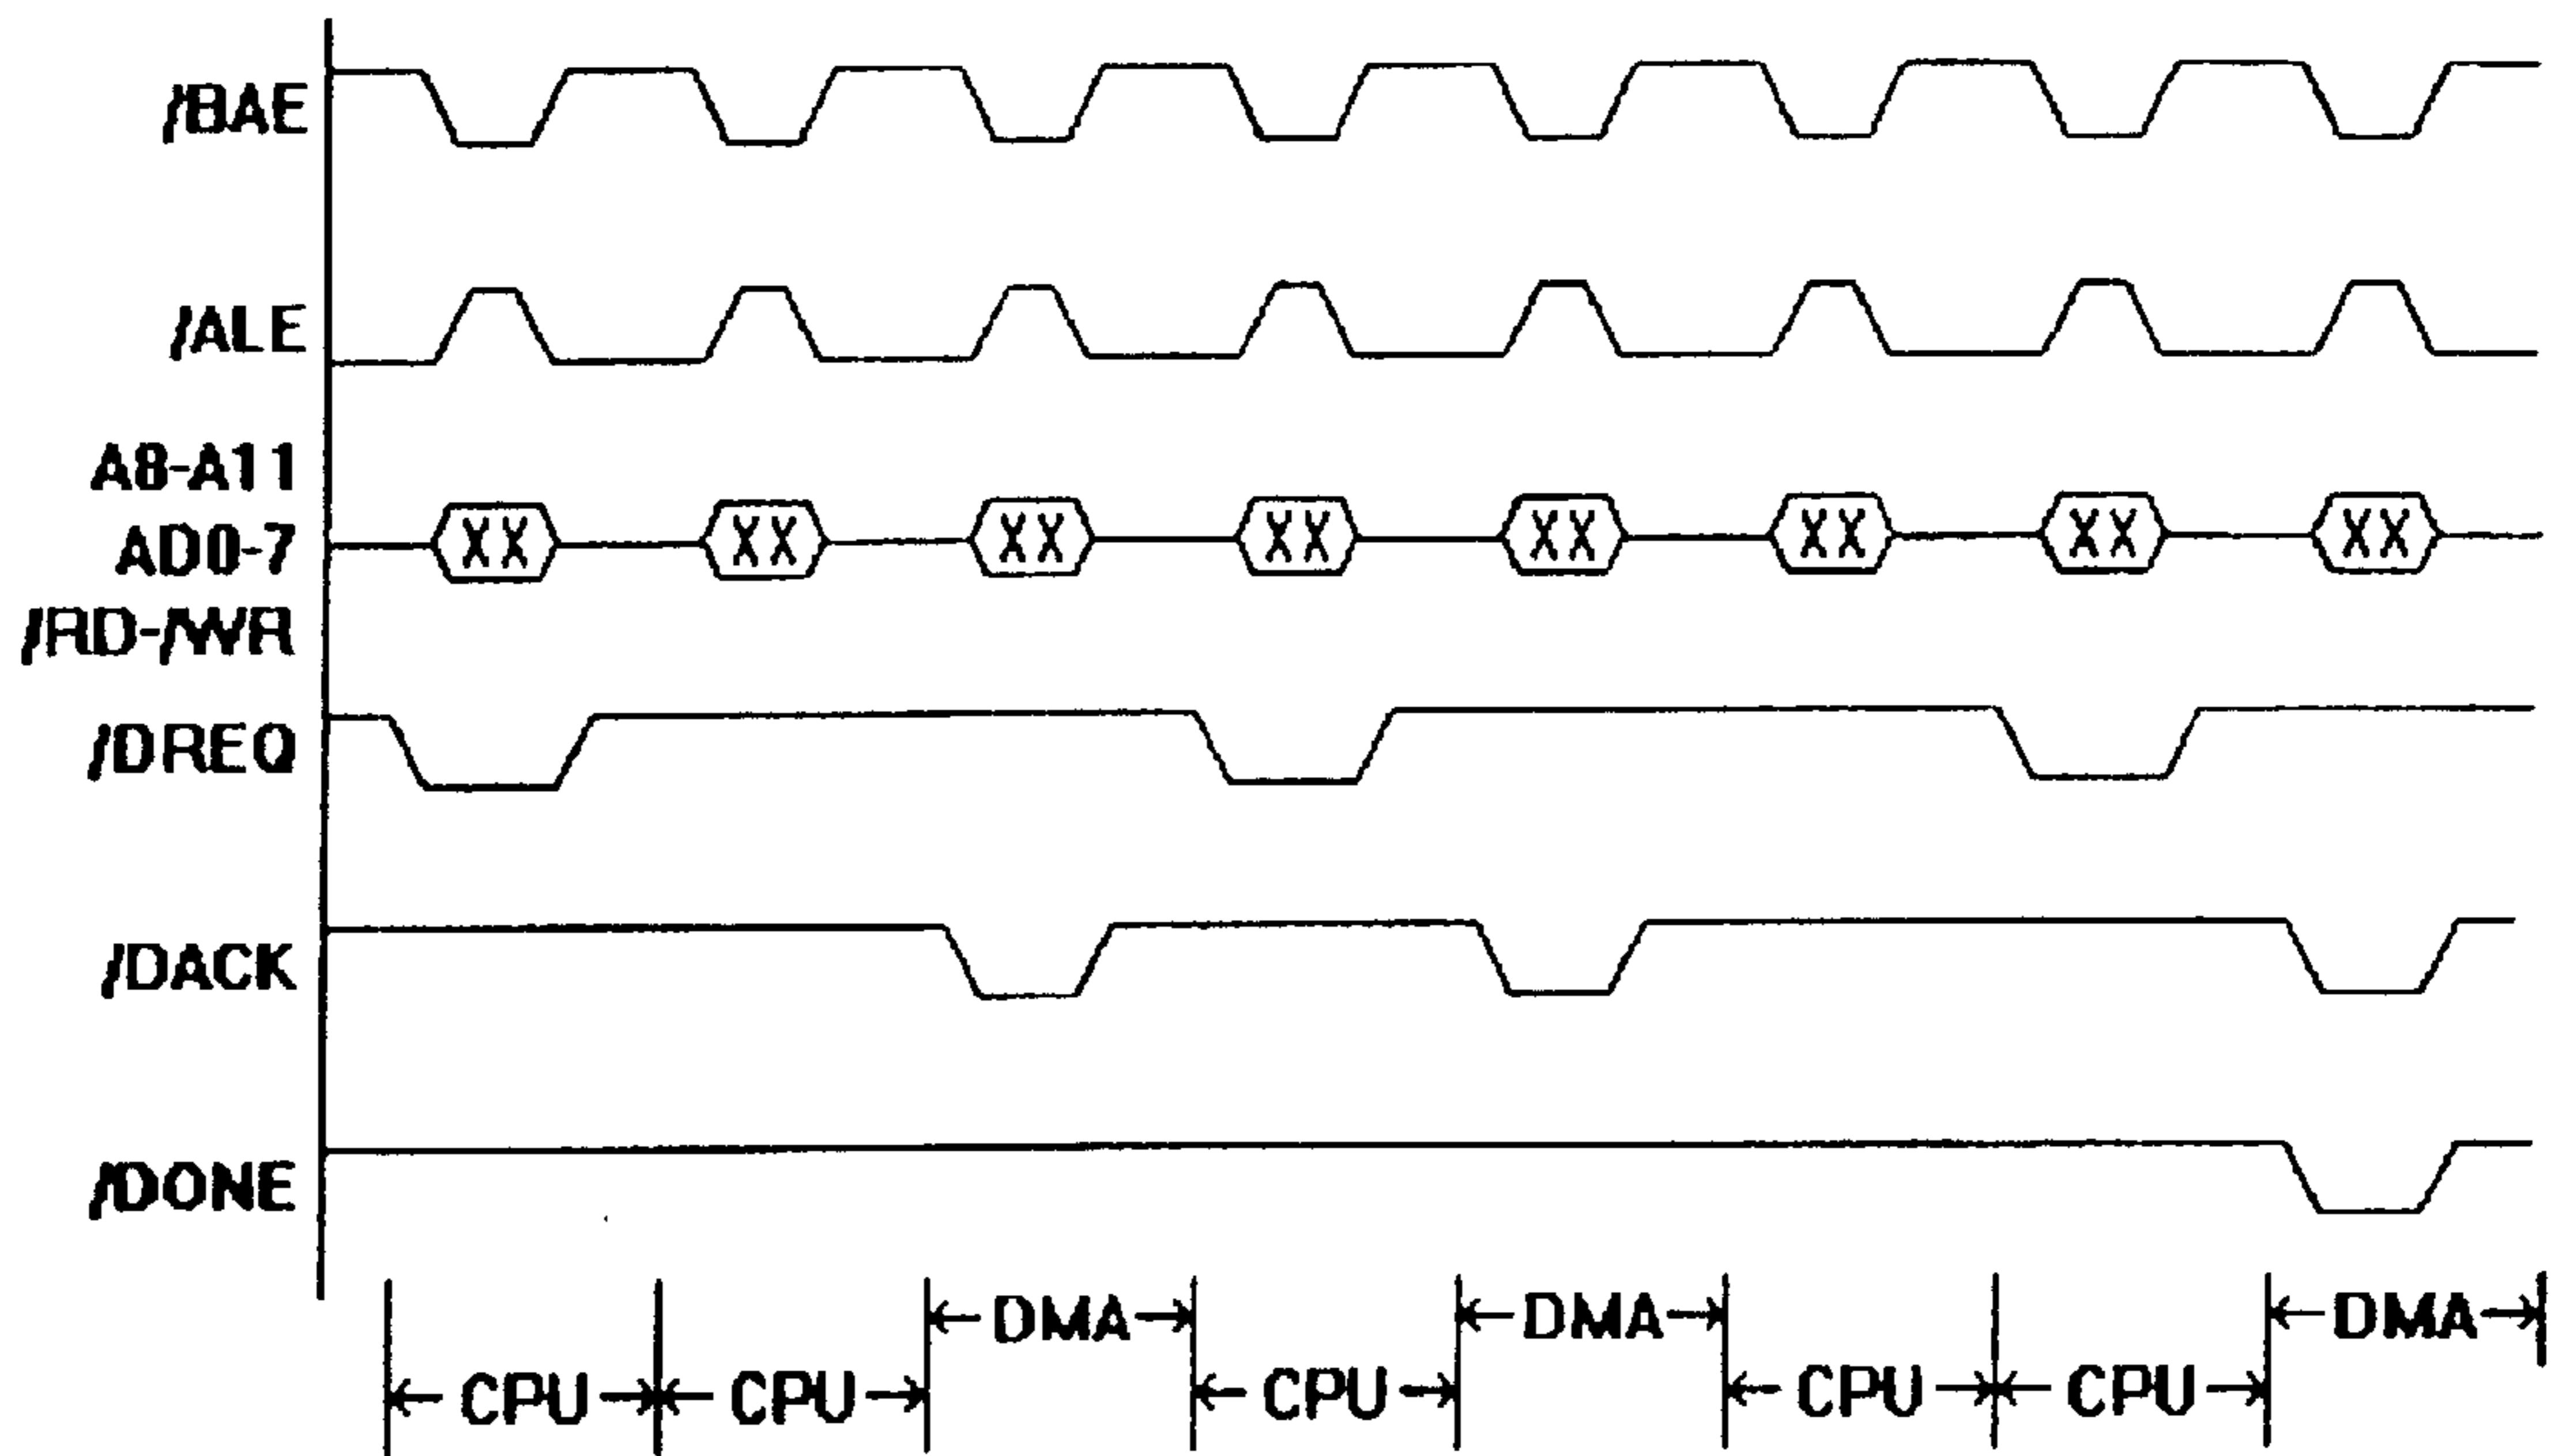 /BAE
/ALE
A8-A11
AD0-7
XX XX XX XX XX XX XX XX
/RD-/WR
/DREQ
/DACK
/DONE
DMA DMA DMA
CPU CPU CPU CPU CPU